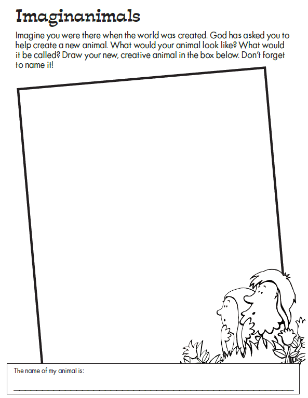 Imaginanimals
Imagine you were there when the world was created. God has asked you to
help create a new animal. What would your animal look like? What would
it be called? Draw your new, creative animal in the box below. Don't forget
to name it!
The name of my animal is: